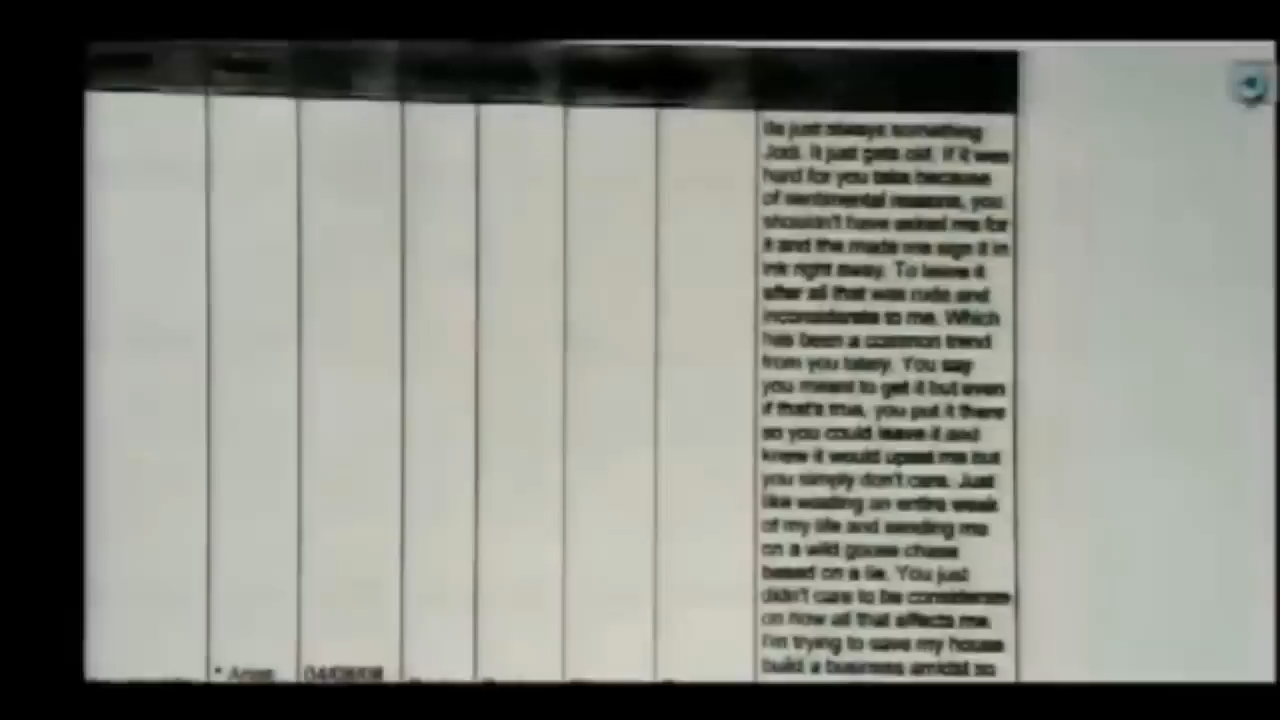 Its just always something
Jodi. It just gets old. If it was
hard for you take because
of sentimental reasons, you
shouldn't have asked me for
it and the made me sign it in
ink right away. To leave it
after all that was rude and
inconsiderate to me. Which
has been a common trend
from you lately. You say
you meant to get it but even
if that's true, you put it there
so you could leave it and
knew it would upset me but
you simply don't care. Just
like wasting an entire week
of my life and sending me
on a wild goose chase
based on a lie. You just
didn't care to be considerate
on how all that affects me.
I'm trying to save my house
build a business amidst so